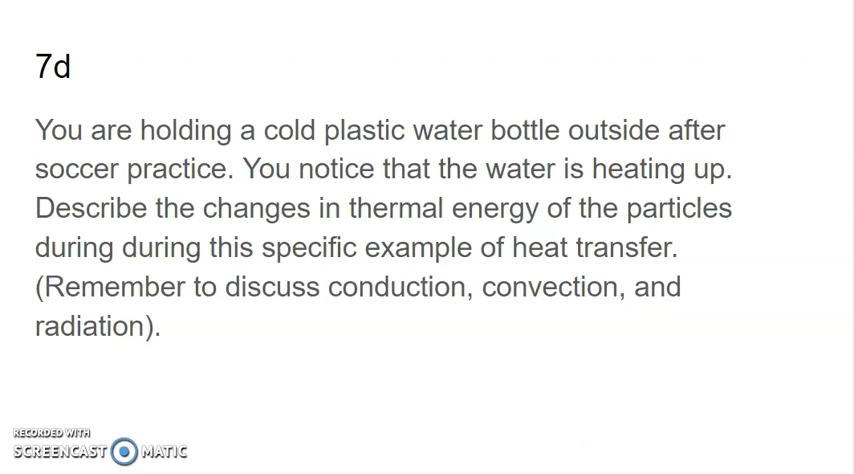 7d
You are holding a cold plastic water bottle outside after
soccer practice. You notice that the water is heating up.
Describe the changes in thermal energy of the particles
during during this specific example of heat transfer.
(Remember to discuss conduction, convection, and
radiation).
RECORDED WITH
SCREENCAST MATIC